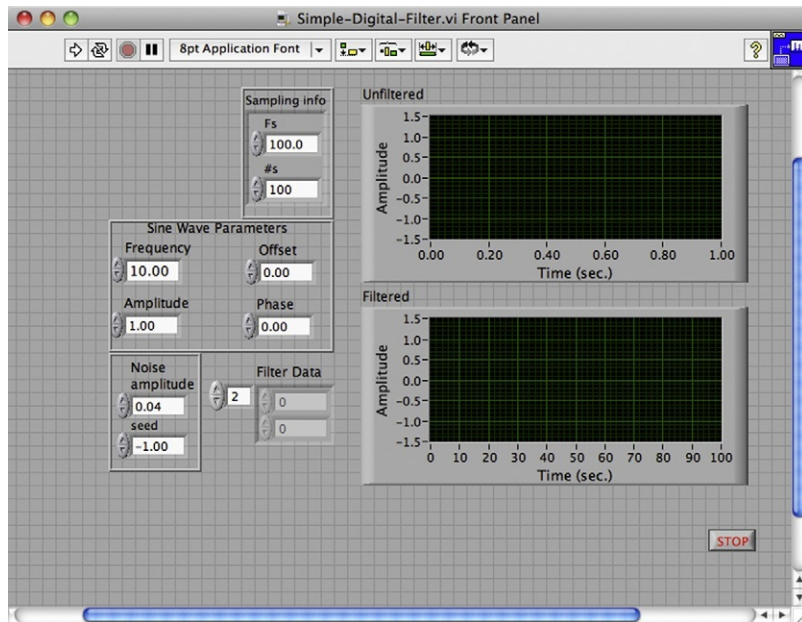 Simple-Digital-Filter.vi Front Panel
8pt Application Font
?
Sampling info
Fs
100.0
#s
100
Sine Wave Parameters
Frequency
Offset
10.00
0.00
Amplitude
Phase
1.00
0.00
Noise
amplitude
0.04
seed
-1.00
2
Filter Data
0
0
Unfiltered
Amplitude
1.5
1.0
0.5
0.0
-0.5
-1.0
-1.5
0.00 0.20 0.40 0.60 0.80 1.00
Time (sec.)
Filtered
Amplitude
1.5
1.0
0.5
0.0
-0.5
-1.0
-1.5
0 10 20 30 40 50 60 70 80 90 100
Time (sec.)
STOP